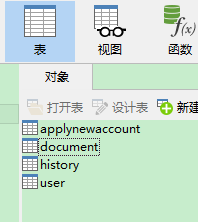 表 视图 函数
对象
打开表 设计表 新建
applynewaccount
document
history
user